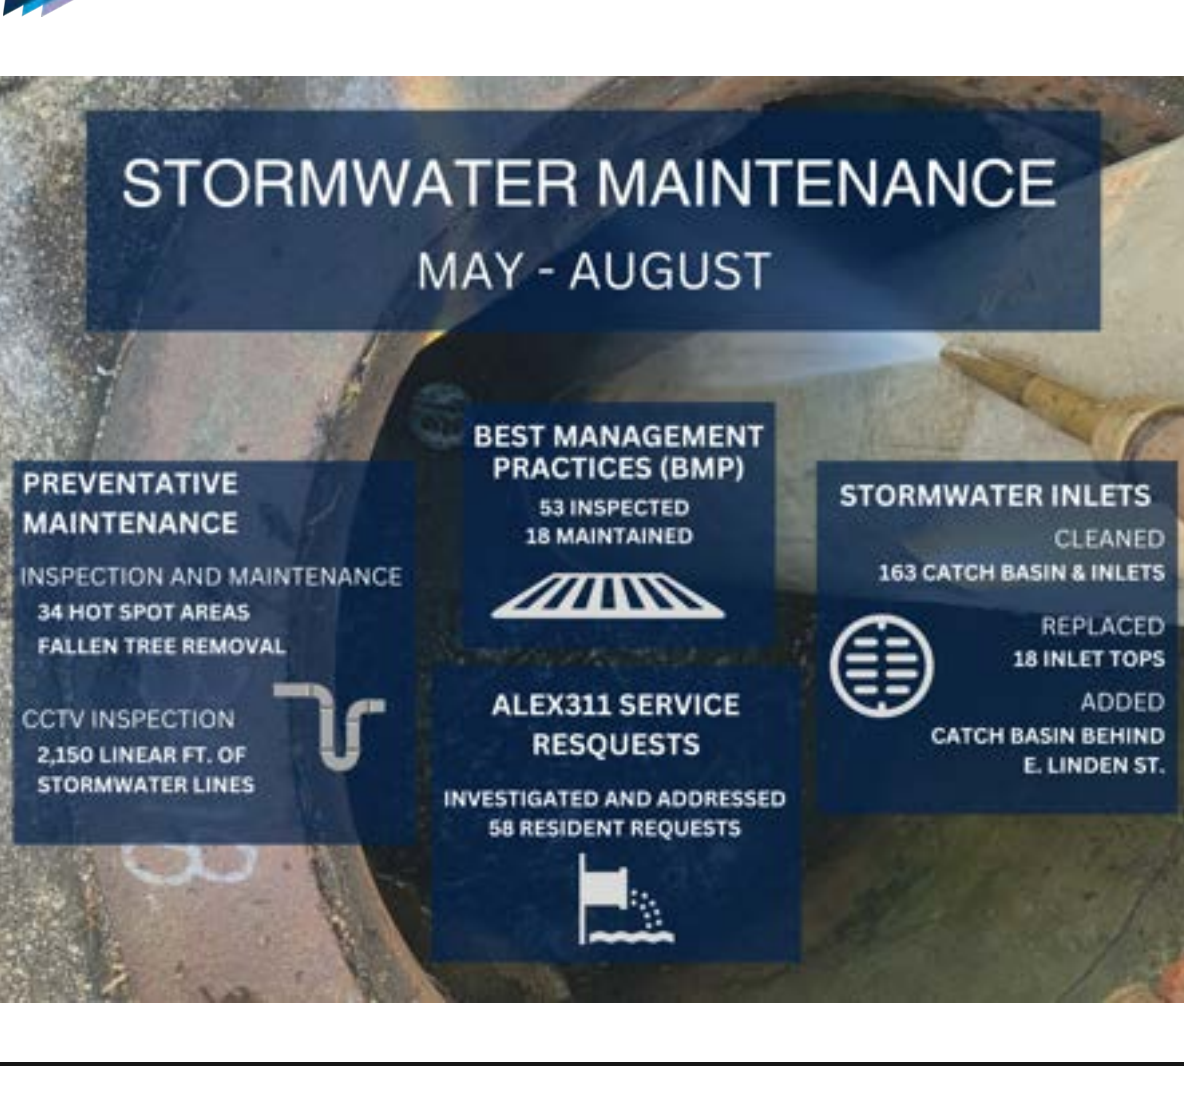 STORMWATER MAINTENANCE
MAY - AUGUST
PREVENTATIVE
MAINTENANCE
INSPECTION AND MAINTENANCE
34 HOT SPOT AREAS
FALLEN TREE REMOVAL
CCTV INSPECTION
2,150 LINEAR FT. OF
STORMWATER LINES
BEST MANAGEMENT
PRACTICES (BMP)
53 INSPECTED
18 MAINTAINED
ALEX311 SERVICE
RESQUESTS
INVESTIGATED AND ADDRESSED
58 RESIDENT REQUESTS
STORMWATER INLETS
CLEANED
163 CATCH BASIN & INLETS
REPLACED
18 INLET TOPS
ADDED
CATCH BASIN BEHIND
E. LINDEN ST.